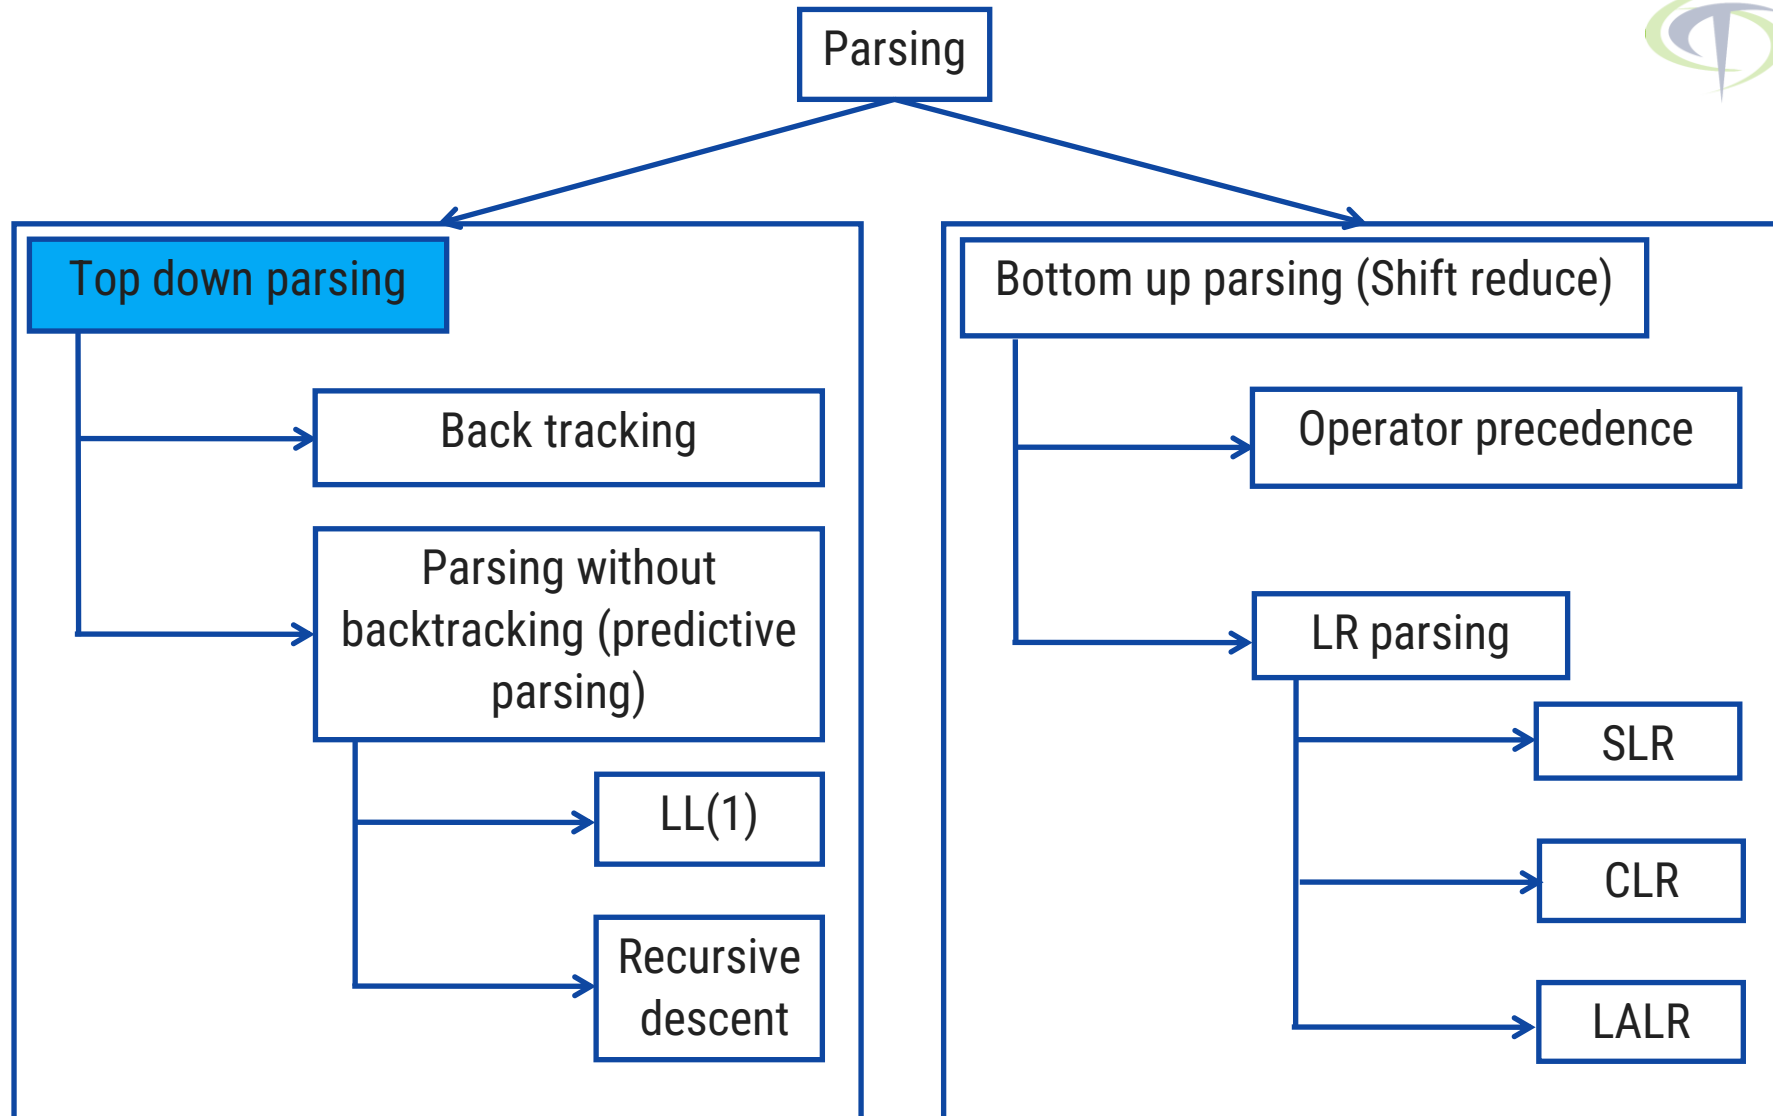 Parsing
Top down parsing
Back tracking
Parsing without
backtracking (predictive
parsing)
LL(1)
Recursive
descent
Bottom up parsing (Shift reduce)
Operator precedence
LR parsing
SLR
CLR
LALR